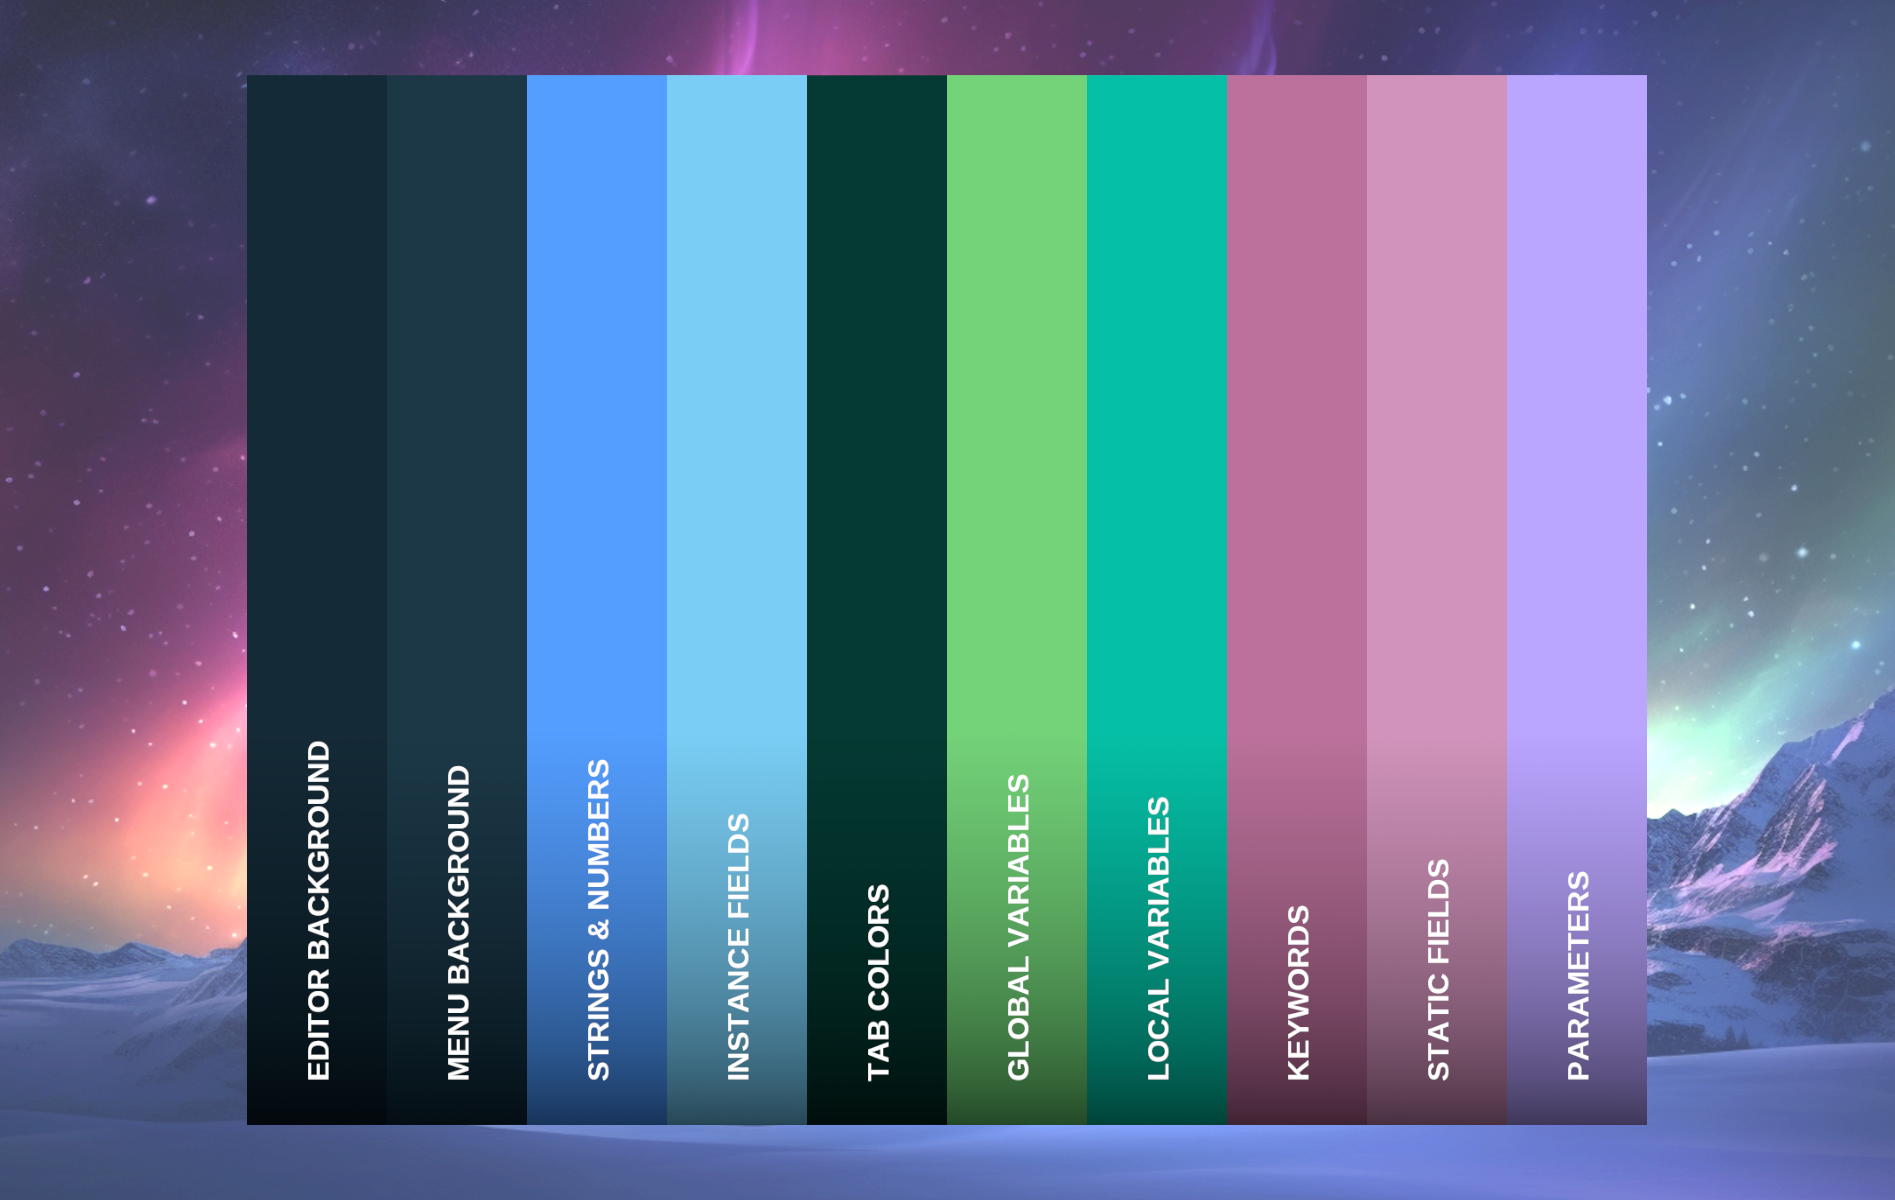 EDITOR BACKGROUND
MENU BACKGROUND
STRINGS & NUMBERS
INSTANCE FIELDS
TAB COLORS
GLOBAL VARIABLES
LOCAL VARIABLES
KEYWORDS
STATIC FIELDS
PARAMETERS